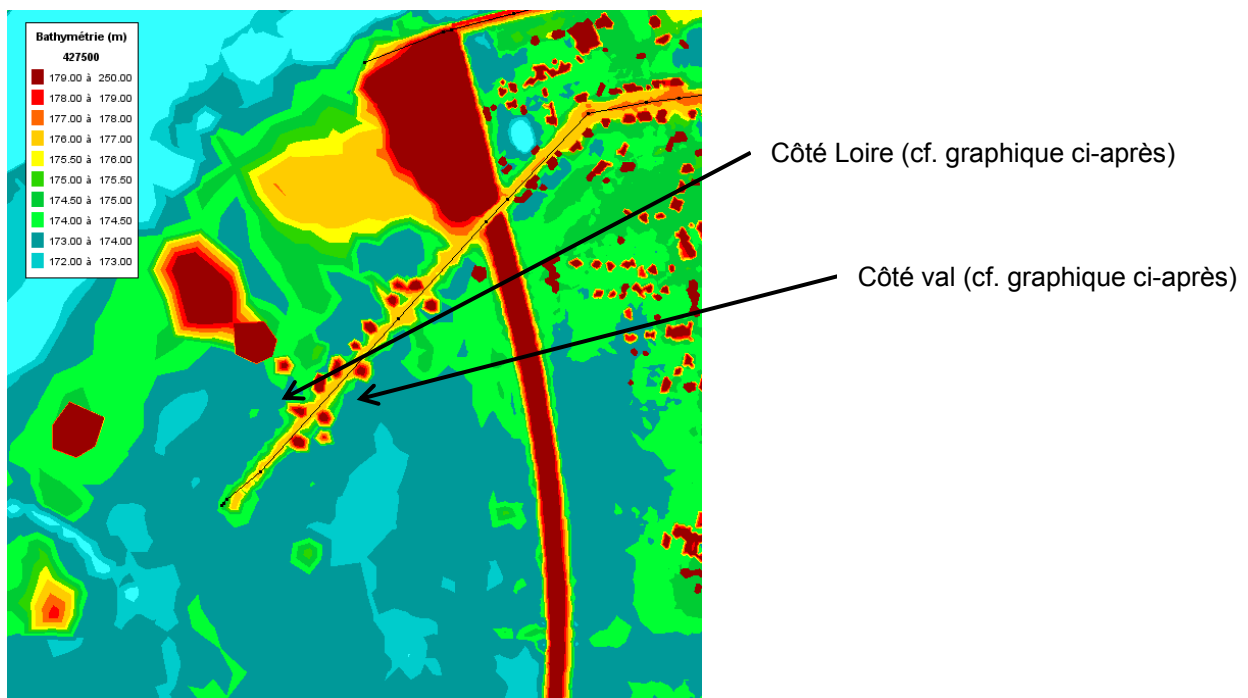 Bathymétrie (m)
427500
179.00 à 250.00
178.00 à 179.00
177.00 à 178.00
176.00 à 177.00
175.50 à 176.00
175.00 à 175.50
174.50 à 175.00
174.00 à 174.50
173.00 à 174.00
172.00 à 173.00
Côté Loire (cf. graphique ci-après)
Côté val (cf. graphique ci-après)